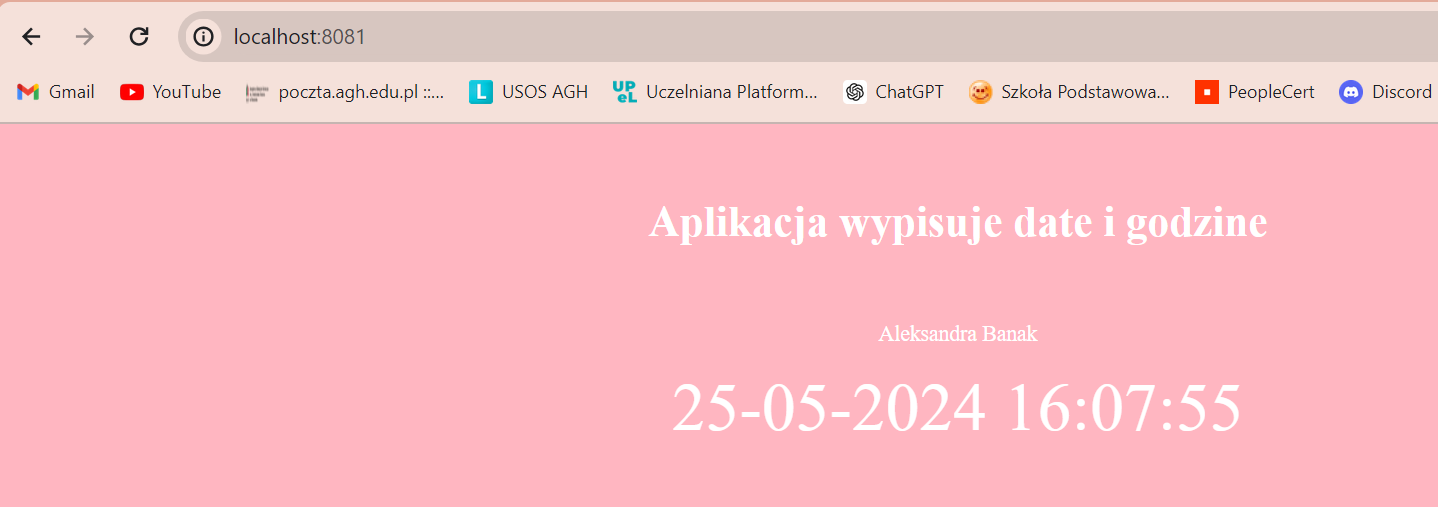 localhost:8081
Gmail YouTube poczta.agh.edu.pl ::... L USOS AGH UPeL Uczelniana Platform... ChatGPT Szkoła Podstawowa... PeopleCert Discord
Aplikacja wypisuje date i godzine
Aleksandra Banak
25-05-2024 16:07:55